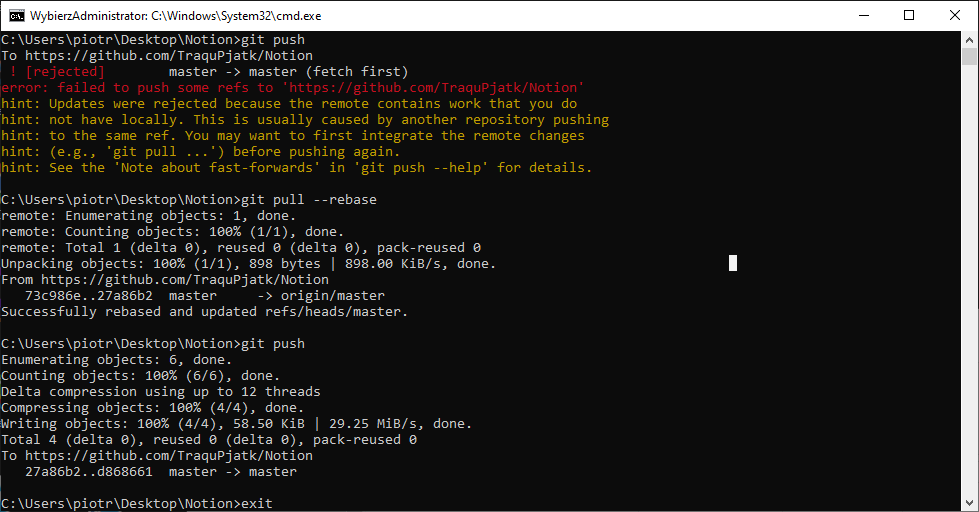 WybierzAdministrator: C:\Windows\System32\cmd.exe
C:\Users\piotr\Desktop\Notion>git push
To https://github.com/TraquPjatk/Notion
 ! [rejected]        master -> master (fetch first)
error: failed to push some refs to 'https://github.com/TraquPjatk/Notion'
hint: Updates were rejected because the remote contains work that you do
hint: not have locally. This is usually caused by another repository pushing
hint: to the same ref. You may want to first integrate the remote changes
hint: (e.g., 'git pull ...') before pushing again.
hint: See the 'Note about fast-forwards' in 'git push --help' for details.
C:\Users\piotr\Desktop\Notion>git pull --rebase
remote: Enumerating objects: 1, done.
remote: Counting objects: 100% (1/1), done.
remote: Total 1 (delta 0), reused 0 (delta 0), pack-reused 0
Unpacking objects: 100% (1/1), 898 bytes | 898.00 KiB/s, done.
From https://github.com/TraquPjatk/Notion
   73c986e..27a86b2  master     -> origin/master
Successfully rebased and updated refs/heads/master.
C:\Users\piotr\Desktop\Notion>git push
Enumerating objects: 6, done.
Counting objects: 100% (6/6), done.
Delta compression using up to 12 threads
Compressing objects: 100% (4/4), done.
Writing objects: 100% (4/4), 58.50 KiB | 29.25 MiB/s, done.
Total 4 (delta 0), reused 0 (delta 0), pack-reused 0
To https://github.com/TraquPjatk/Notion
   27a86b2..d868661  master -> master
C:\Users\piotr\Desktop\Notion>exit